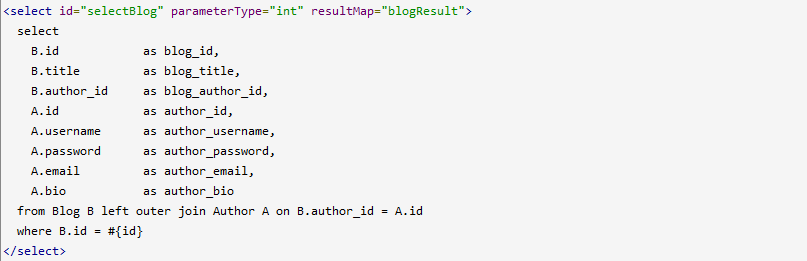 <select id="selectBlog" parameterType="int" resultMap="blogResult">
  select
    B.id            as blog_id,
    B.title         as blog_title,
    B.author_id     as blog_author_id,
    A.id            as author_id,
    A.username      as author_username,
    A.password      as author_password,
    A.email         as author_email,
    A.bio           as author_bio
  from Blog B left outer join Author A on B.author_id = A.id
  where B.id = #{id}
</select>